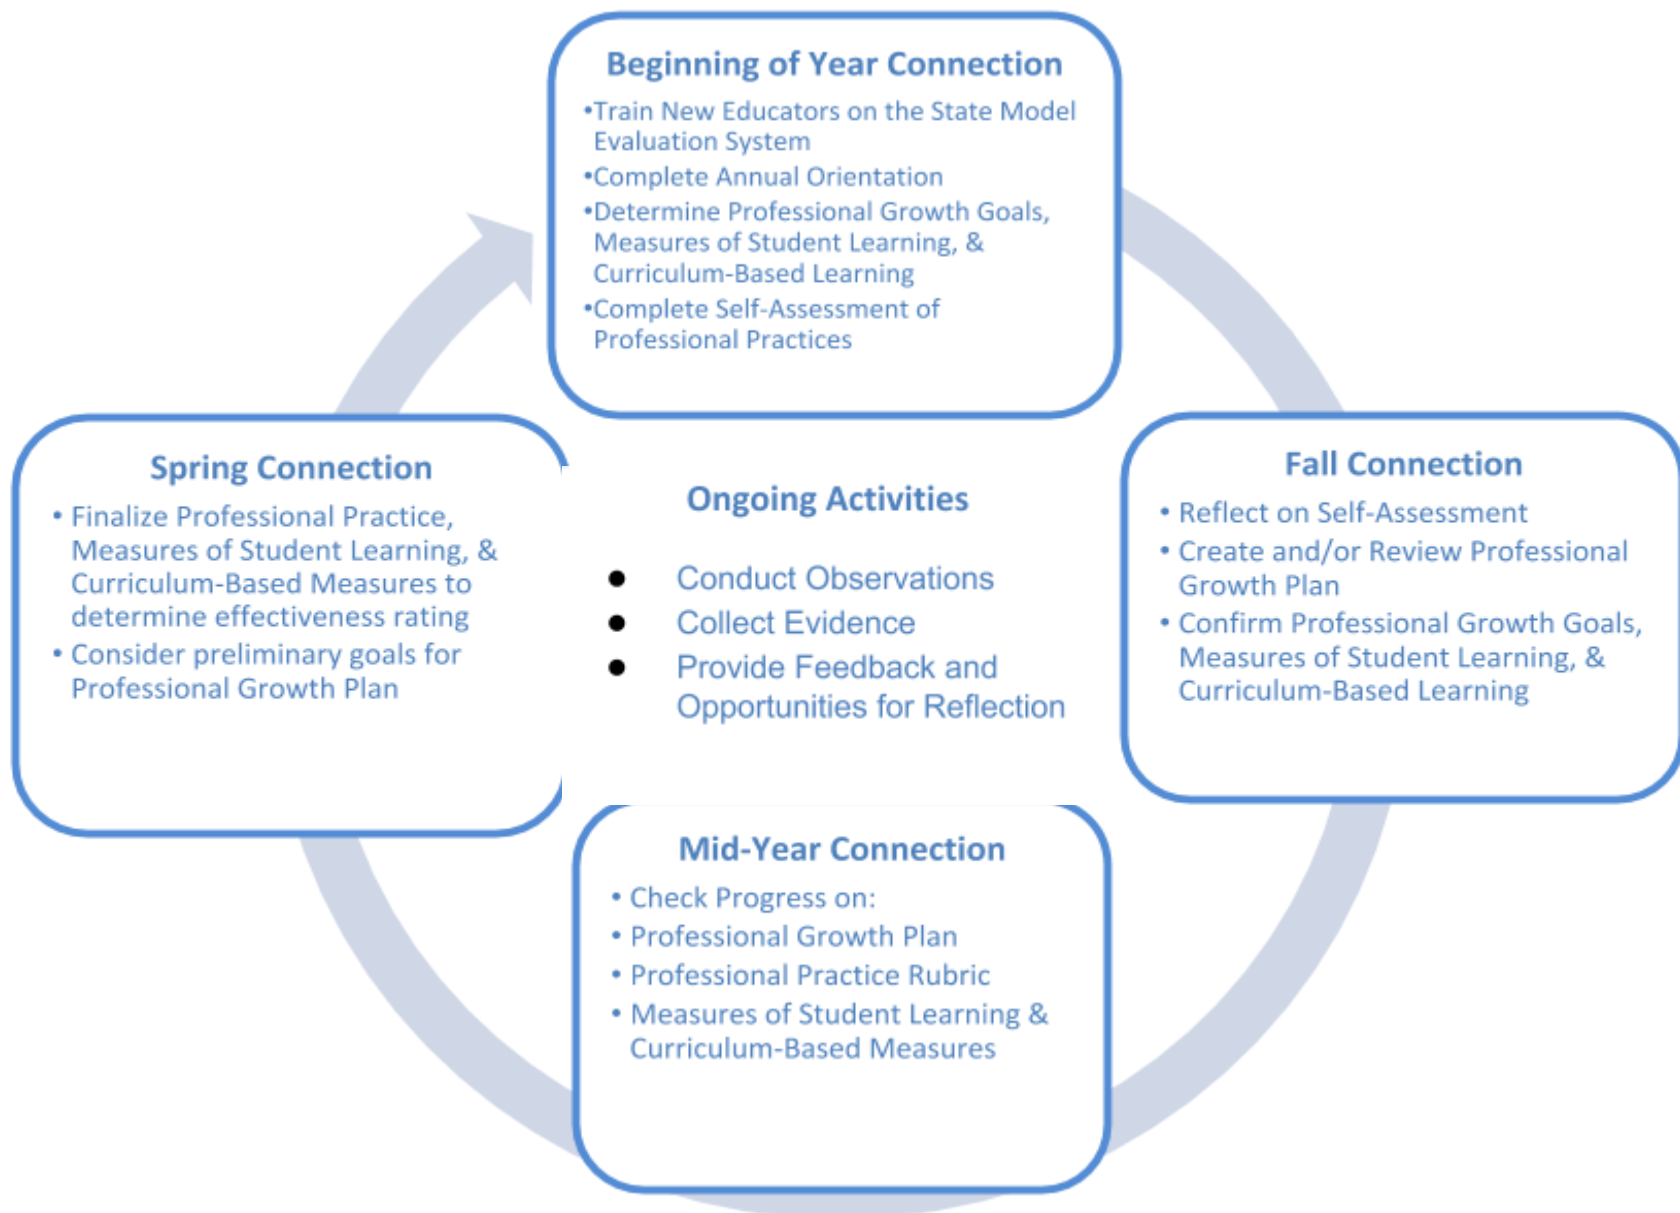 Beginning of Year Connection
•Train New Educators on the State Model
Evaluation System
•Complete Annual Orientation
•Determine Professional Growth Goals,
Measures of Student Learning, &
Curriculum-Based Learning
•Complete Self-Assessment of
Professional Practices
Fall Connection
• Reflect on Self-Assessment
• Create and/or Review Professional
Growth Plan
• Confirm Professional Growth Goals,
Measures of Student Learning, &
Curriculum-Based Learning
Mid-Year Connection
• Check Progress on:
• Professional Growth Plan
• Professional Practice Rubric
• Measures of Student Learning &
Curriculum-Based Measures
Spring Connection
• Finalize Professional Practice,
Measures of Student Learning, &
Curriculum-Based Measures to
determine effectiveness rating
• Consider preliminary goals for
Professional Growth Plan
Ongoing Activities
● Conduct Observations
● Collect Evidence
● Provide Feedback and
Opportunities for Reflection